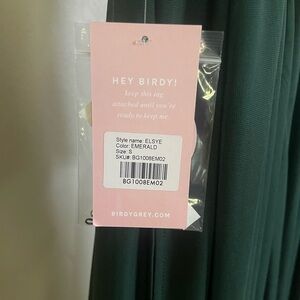 HEY BIRDY!
keep this tag
attached until you're
ready to keep me.
Style name: ELSYE
Color: EMERALD
Size: S
SKU#: BG1008EM02
BG1008EM02
BIRDYGREY.COM